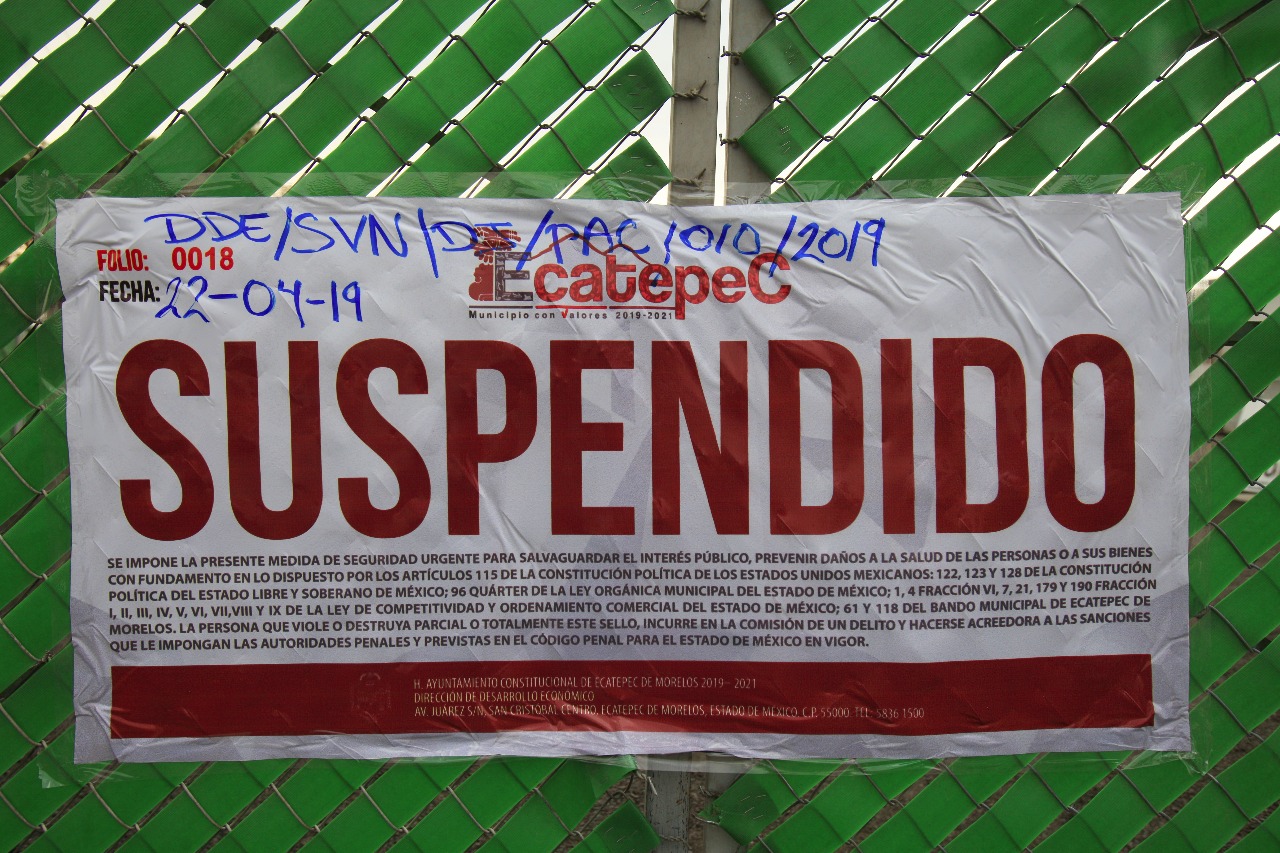 DDE/SVN/DI/PAC/010/2019
FOLIO: 0018
FECHA: 22-04-19
Ecatepec
Municipio con Valores 2019-2021
SUSPENDIDO
SE IMPONE LA PRESENTE MEDIDA DE SEGURIDAD URGENTE PARA SALVAGUARDAR EL INTERÉS PÚBLICO, PREVENIR DAÑOS A LA SALUD DE LAS PERSONAS O A SUS BIENES
CON FUNDAMENTO EN LO DISPUESTO POR LOS ARTÍCULOS 115 DE LA CONSTITUCIÓN POLÍTICA DE LOS ESTADOS UNIDOS MEXICANOS: 122, 123 Y 128 DE LA CONSTITUCIÓN
POLÍTICA DEL ESTADO LIBRE Y SOBERANO DE MÉXICO; 96 QUÁRTER DE LA LEY ORGÁNICA MUNICIPAL DEL ESTADO DE MÉXICO; 1, 4 FRACCIÓN VI, 7, 21, 179 Y 190 FRACCIÓN
I, II, III, IV, V, VI, VII,VIII Y IX DE LA LEY DE COMPETITIVIDAD Y ORDENAMIENTO COMERCIAL DEL ESTADO DE MÉXICO; 61 Y 118 DEL BANDO MUNICIPAL DE ECATEPEC DE
MORELOS. LA PERSONA QUE VIOLE O DESTRUYA PARCIAL O TOTALMENTE ESTE SELLO, INCURRE EN LA COMISIÓN DE UN DELITO Y HACERSE ACREEDORA A LAS SANCIONES
QUE LE IMPONGAN LAS AUTORIDADES PENALES Y PREVISTAS EN EL CÓDIGO PENAL PARA EL ESTADO DE MÉXICO EN VIGOR.
H. AYUNTAMIENTO CONSTITUCIONAL DE ECATEPEC DE MORELOS 2019- 2021
DIRECCIÓN DE DESARROLLO ECONÓMICO
AV. JUÁREZ S/N, SAN CRISTÓBAL CENTRO, ECATEPEC DE MORELOS, ESTADO DE MÉXICO. C.P. 55000 TEL: 5836 1500